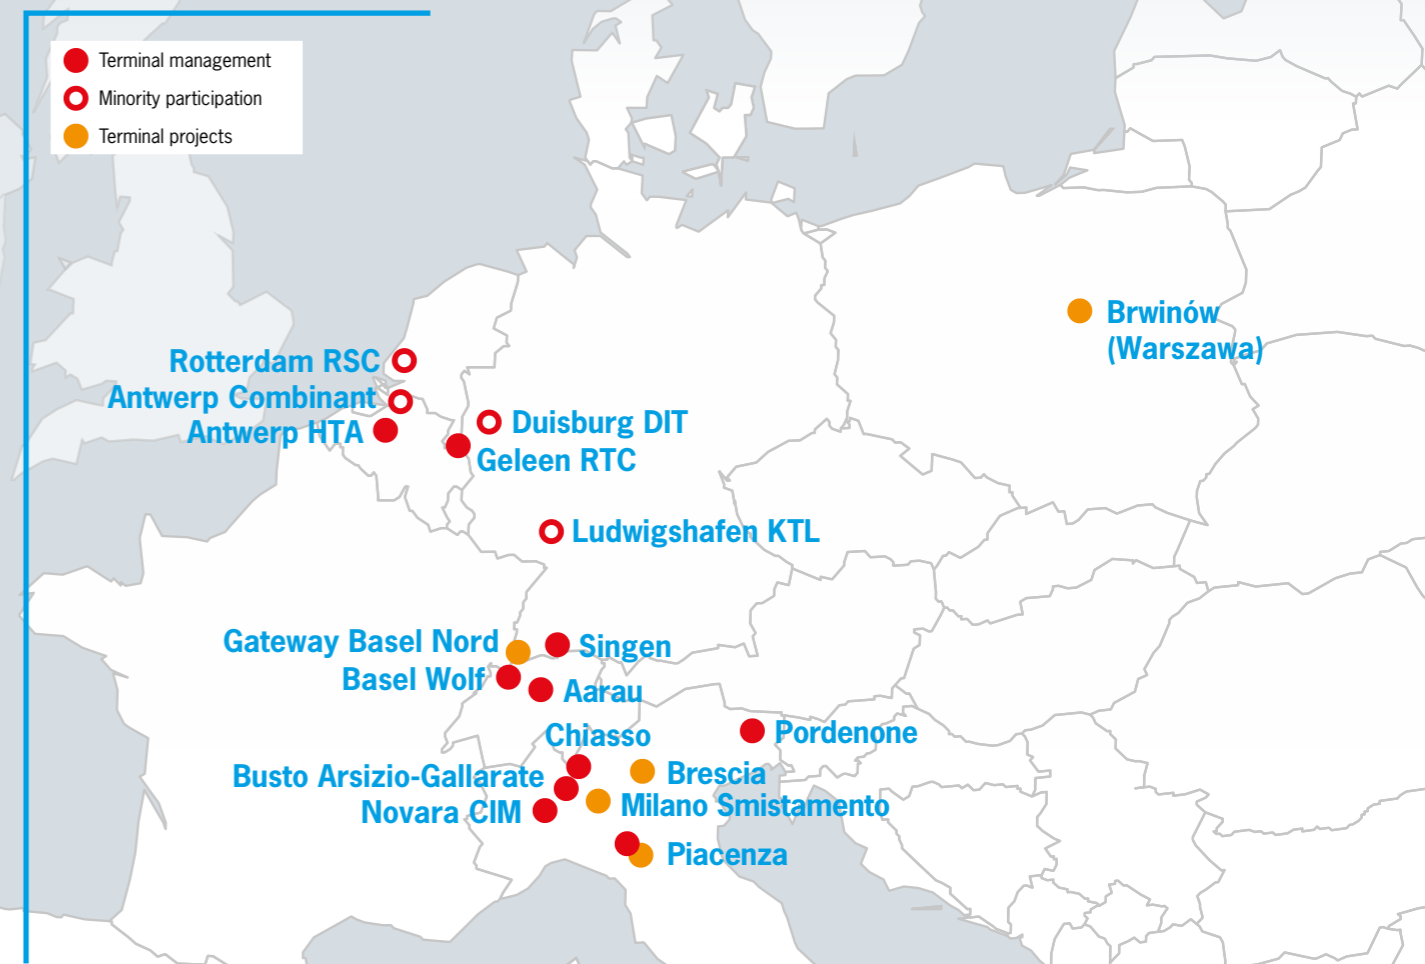 Terminal management
Minority participation
Terminal projects
Brwinów
(Warszawa)
Rotterdam RSC
Antwerp Combinant
Antwerp HTA
Duisburg DIT
Geleen RTC
Ludwigshafen KTL
Gateway Basel Nord
Singen
Basel Wolf
Aarau
Chiasso
Pordenone
Busto Arsizio-Gallarate
Brescia
Milano Smistamento
Novara CIM
Piacenza